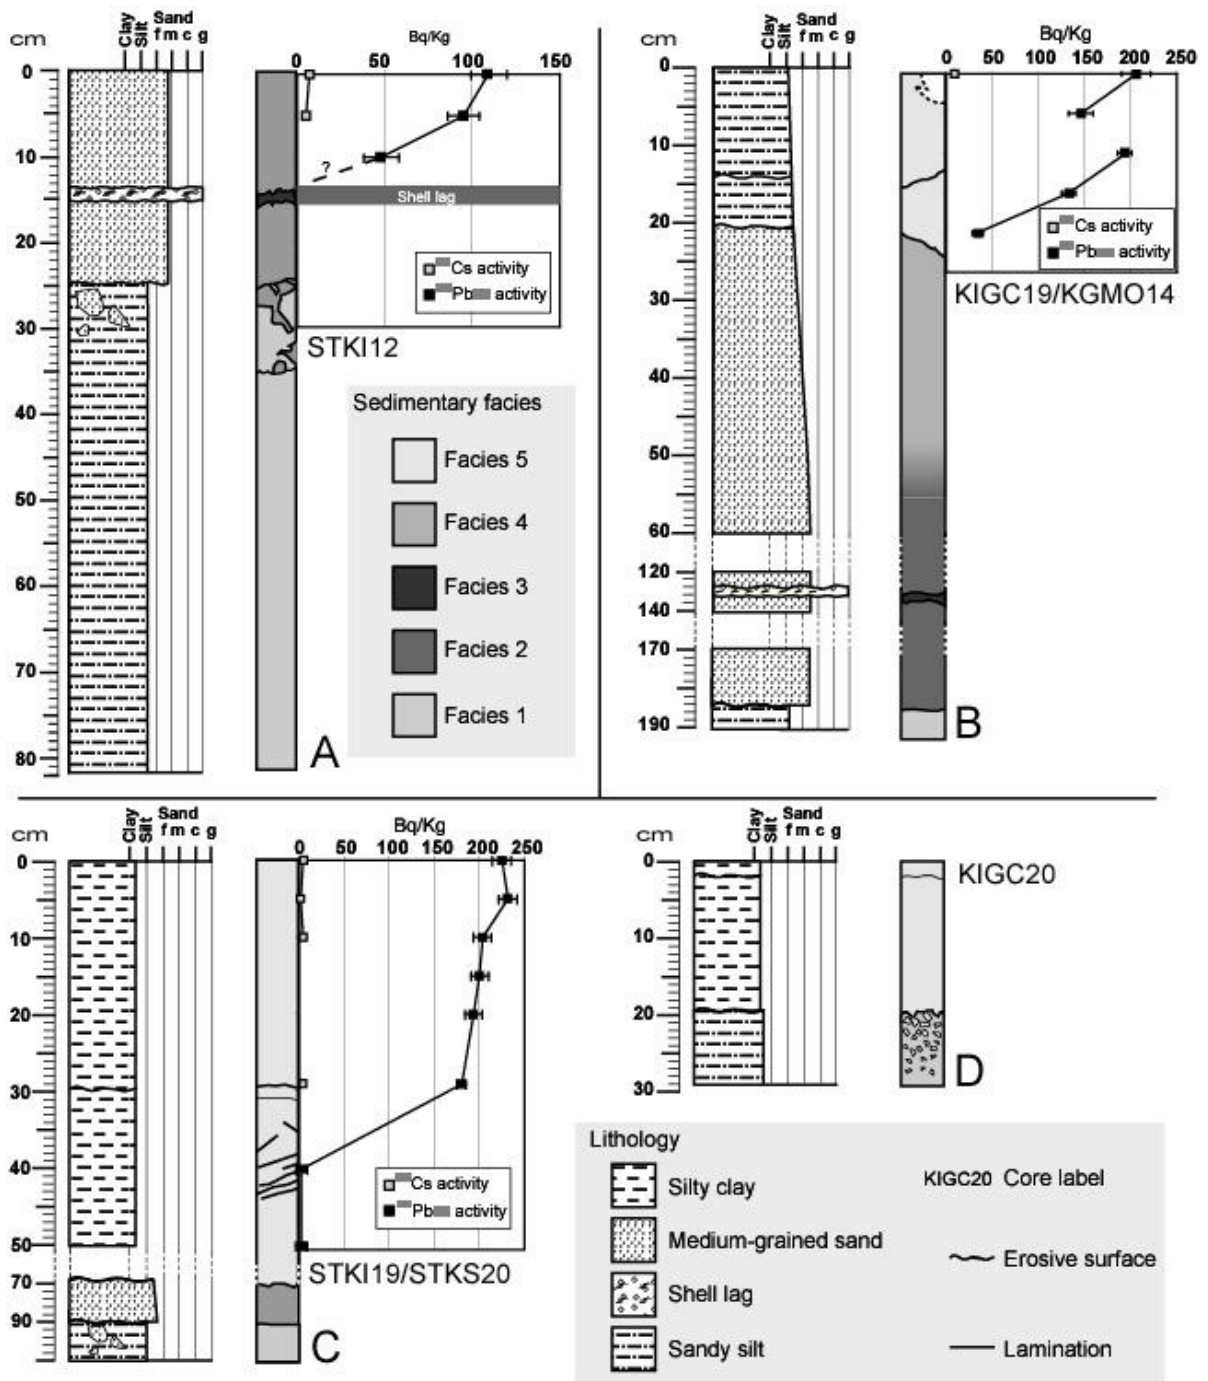 cm
Clay
Silt
Sand
f m c g
0
10
20
30
40
50
60
70
80
Bq/Kg
0 50 100 150
?
Shell lag
Cs activity
Pb activity
STKI12
Sedimentary facies
Facies 5
Facies 4
Facies 3
Facies 2
Facies 1
A
cm
Clay
Silt
Sand
f m c g
0
10
20
30
40
50
60
120
140
170
190
Bq/Kg
0 50 100 150 200 250
Cs activity
Pb activity
KIGC19/KGMO14
B
cm
Clay
Silt
Sand
f m c g
0
10
20
30
40
50
70
90
Bq/Kg
0 50 100 150 200 250
Cs activity
Pb activity
STKI19/STKS20
C
cm
Clay
Silt
Sand
f m c g
0
10
20
30
KIGC20
D
Lithology
Silty clay
Medium-grained sand
Shell lag
Sandy silt
KIGC20 Core label
Erosive surface
Lamination